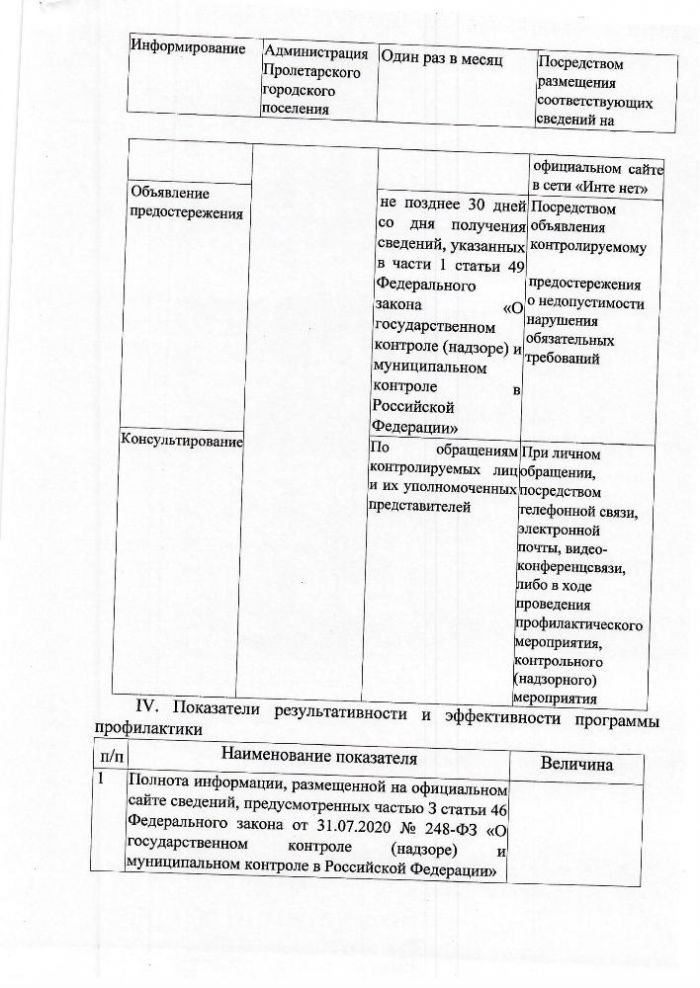 Информирование
Администрация
Пролетарского
городского
поселения
Один раз в месяц
Посредством
размещения
соответствующих
сведений на
официальном сайте
в сети «Инте нет»
Объявление
предостережения
не позднее 30 дней
со дня получения
сведений, указанных
в части 1 статьи 49
Федерального
закона «О
государственном
контроле (надзоре) и
муниципальном
контроле в
Российской
Федерации»
Посредством
объявления
контролируемому
предостережения
о недопустимости
нарушения
обязательных
требований
Консультирование
По обращениям
контролируемых лиц
и их уполномоченных
представителей
При личном
обращении,
посредством
телефонной связи,
электронной
почты, видео-
конференцсвязи,
либо в ходе
проведения
профилактического
мероприятия,
контрольного
(надзорного)
мероприятия
IV. Показатели результативности и эффективности программы
профилактики
п/п
Наименование показателя
Величина
1
Полнота информации, размещенной на официальном
сайте сведений, предусмотренных частью 3 статьи 46
Федерального закона от 31.07.2020 № 248-ФЗ «О
государственном контроле (надзоре) и
муниципальном контроле в Российской Федерации»